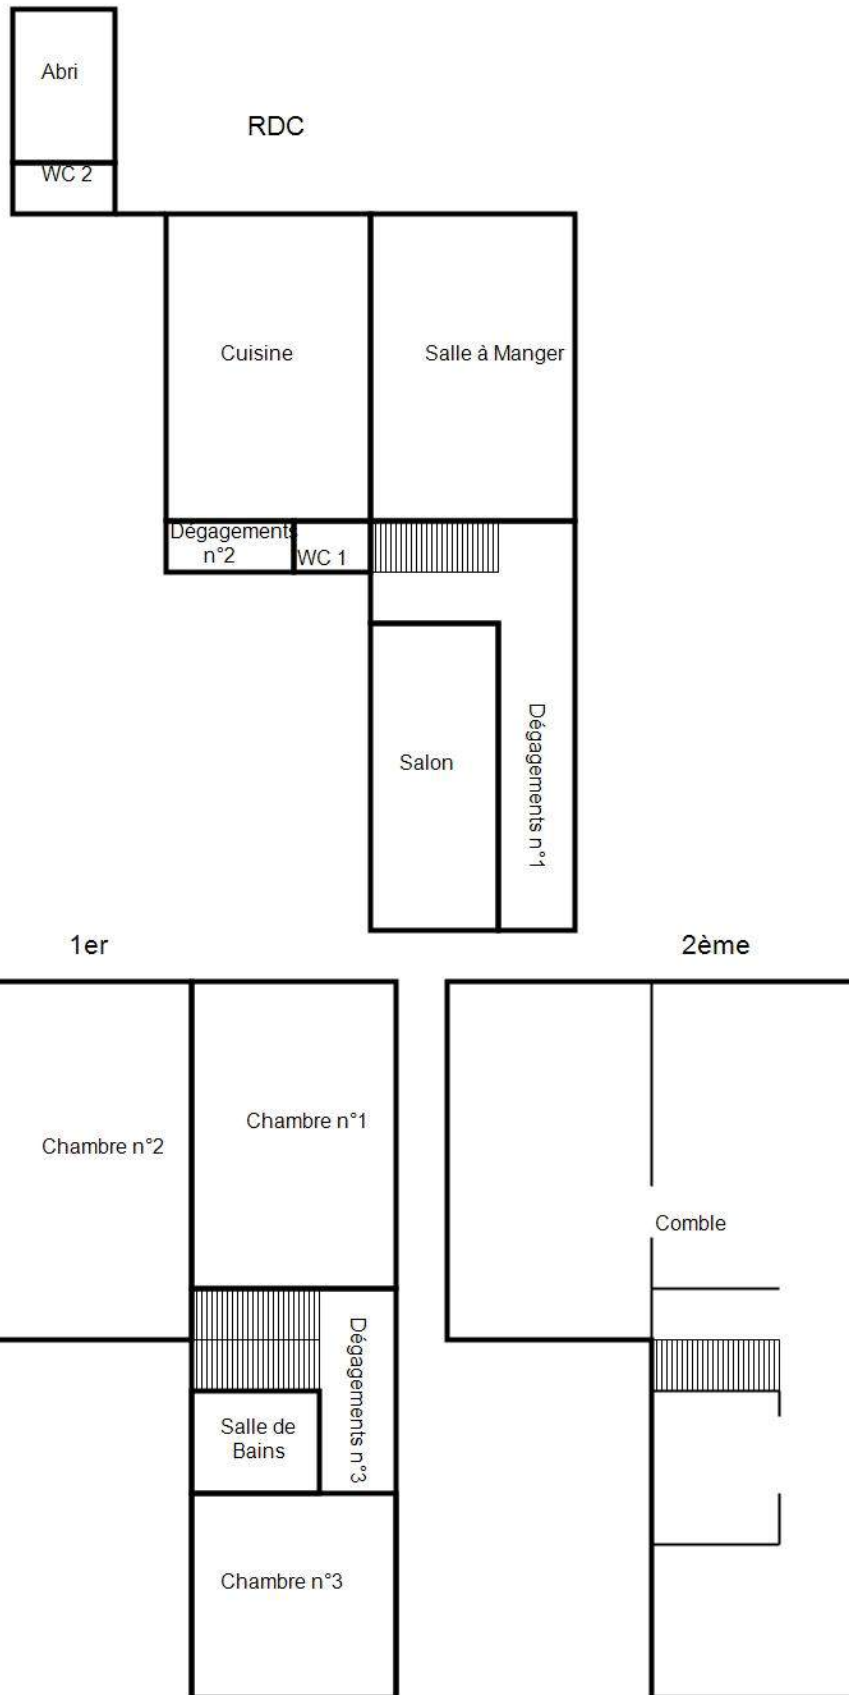 Abri
RDC
WC 2
Cuisine
Salle à Manger
Dégagements
n°2
WC 1
Salon
Dégagements n°1
1er
2ème
Chambre n°2
Chambre n°1
Comble
Dégagements n°3
Salle de
Bains
Chambre n°3